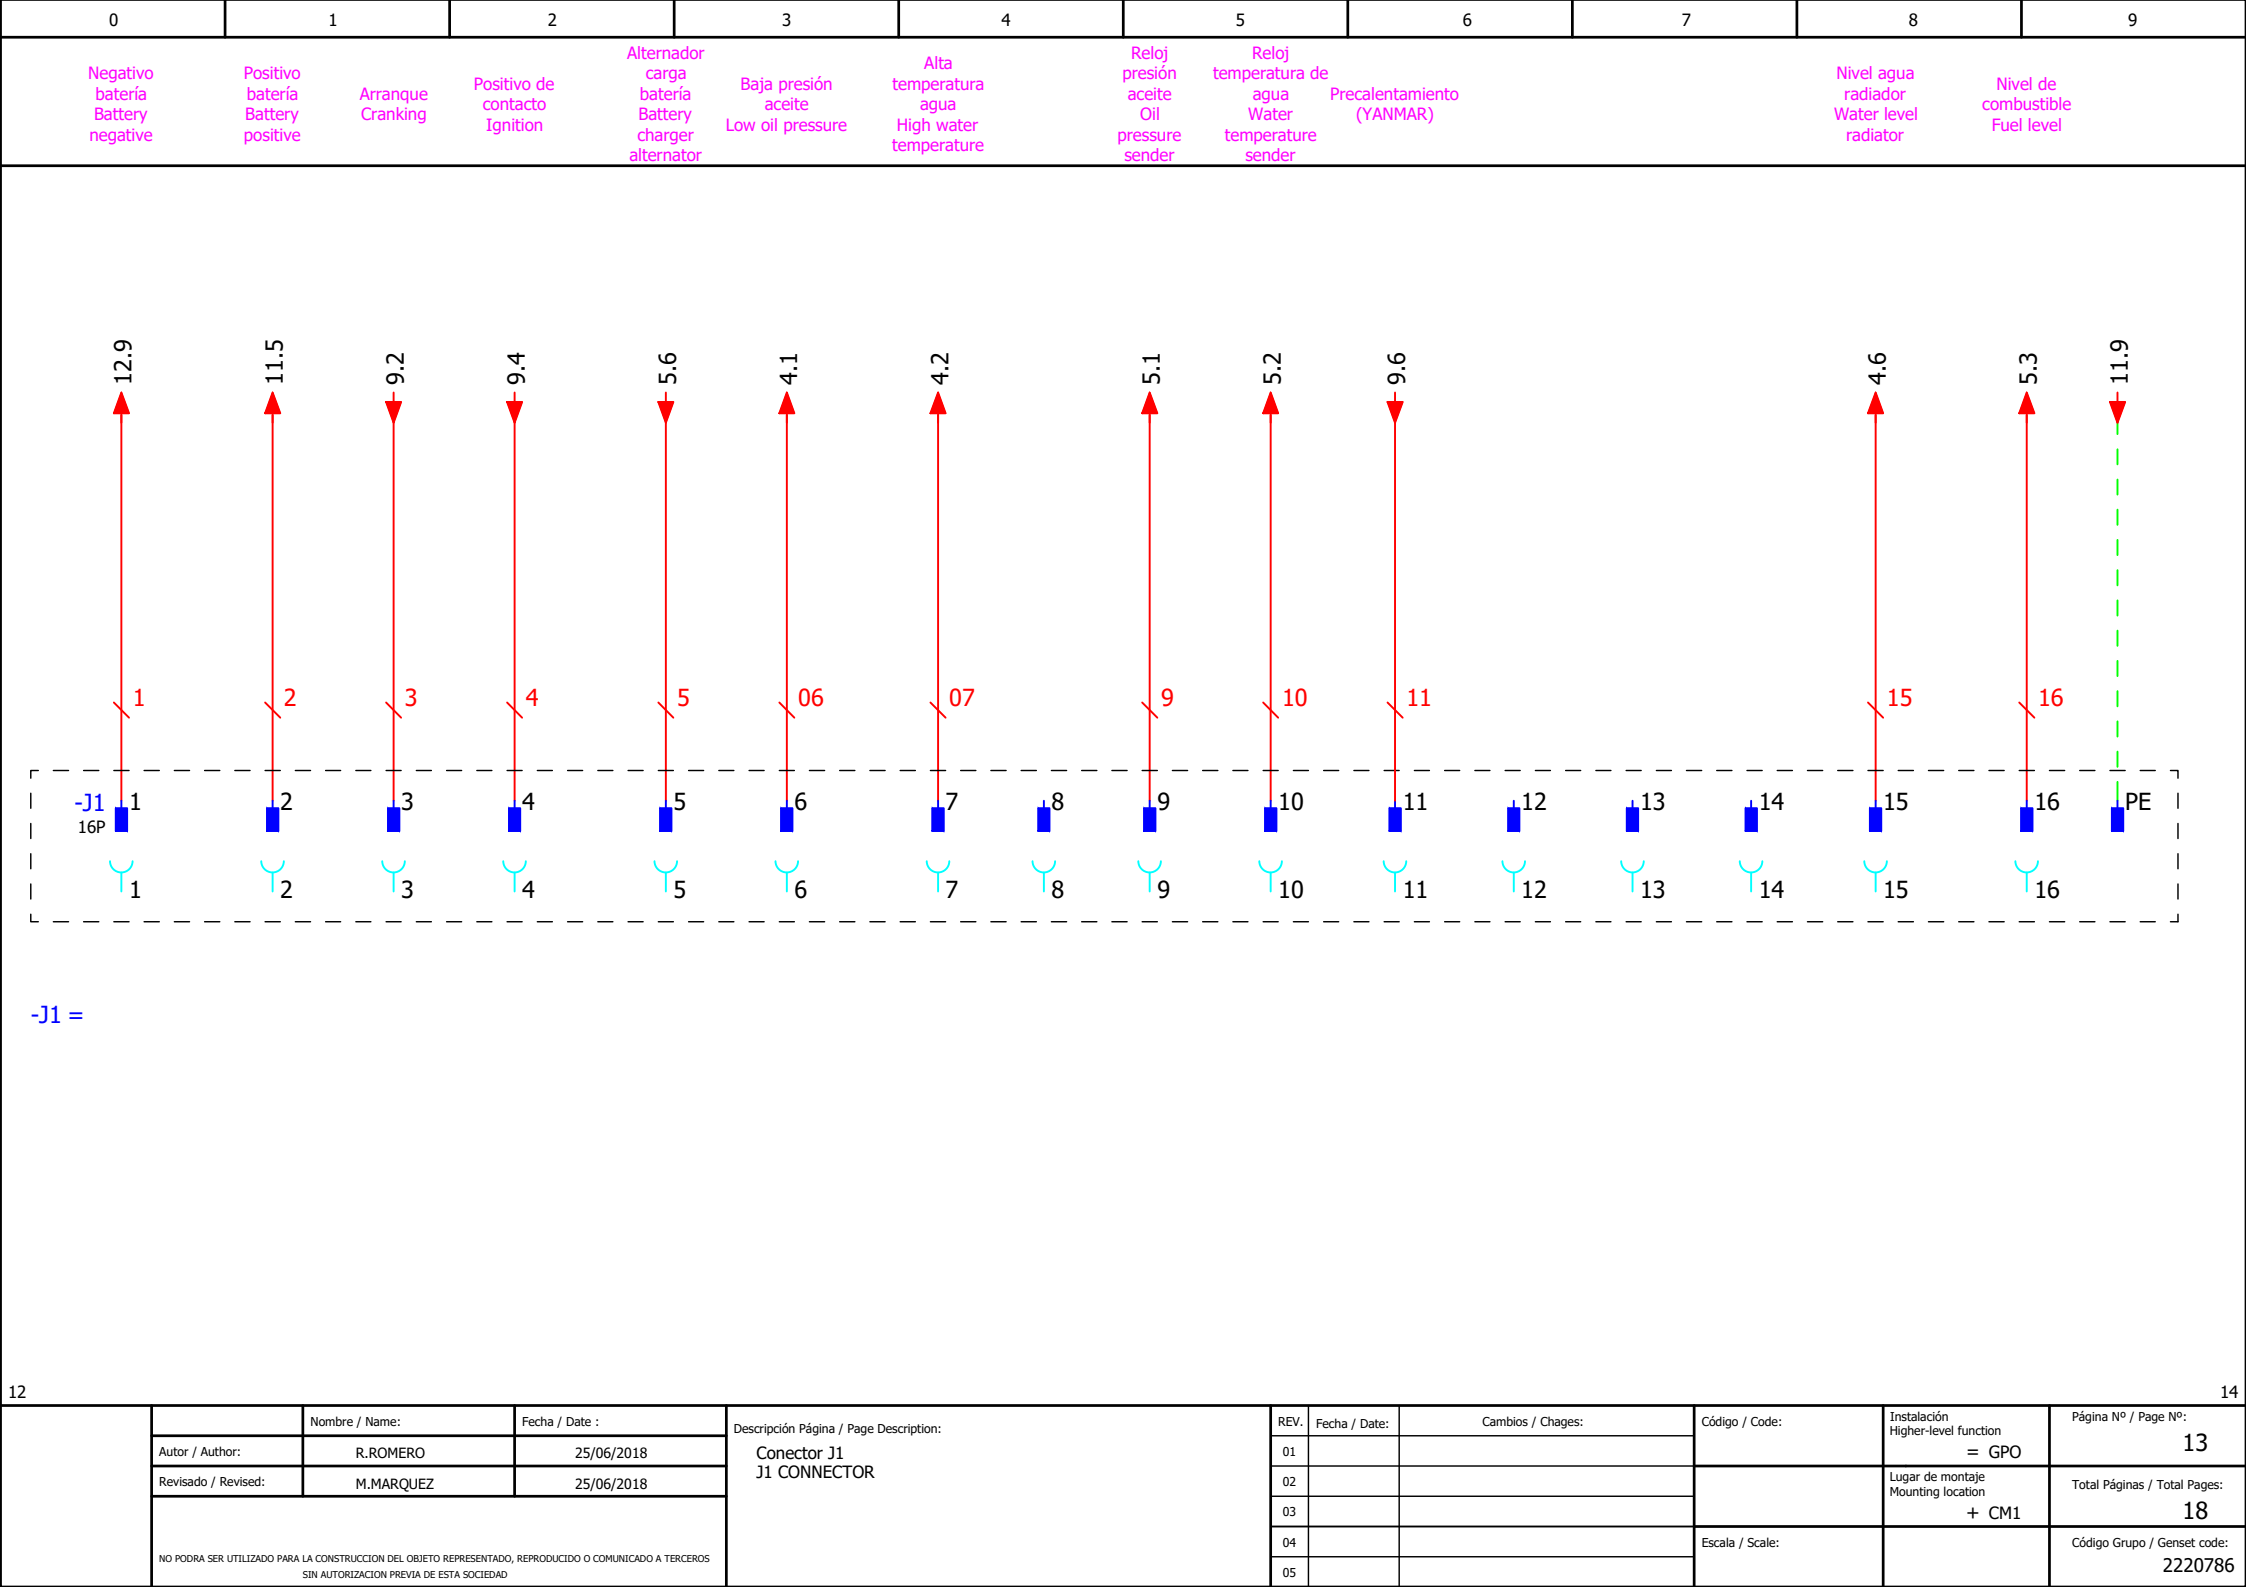 0 1 2 3 4 5 6 7 8 9
Negativo
batería
Battery
negative
Positivo
batería
Battery
positive
Arranque
Cranking
Positivo de
contacto
Ignition
Alternador
carga
batería
Battery
charger
alternator
Baja presión
aceite
Low oil pressure
Alta
temperatura
agua
High water
temperature
Reloj
presión
aceite
Oil
pressure
sender
Reloj
temperatura de
agua
Water
temperature
sender
Precalentamiento
(YANMAR)
Nivel agua
radiador
Water level
radiator
Nivel de
combustible
Fuel level
12.9 11.5 9.2 9.4 5.6 4.1 4.2 5.1 5.2 9.6 4.6 5.3 11.9
1 2 3 4 5 06 07 9 10 11 15 16
-J1 1 2 3 4 5 6 7 8 9 10 11 12 13 14 15 16 PE
16P
1 2 3 4 5 6 7 8 9 10 11 12 13 14 15 16
-J1 =
12 14
Nombre / Name: Fecha / Date :
Autor / Author: R.ROMERO 25/06/2018
Revisado / Revised: M.MARQUEZ 25/06/2018
NO PODRA SER UTILIZADO PARA LA CONSTRUCCION DEL OBJETO REPRESENTADO, REPRODUCIDO O COMUNICADO A TERCEROS
SIN AUTORIZACION PREVIA DE ESTA SOCIEDAD
Descripción Página / Page Description:
Conector J1
J1 CONNECTOR
REV. Fecha / Date: Cambios / Chages:
01
02
03
04
05
Código / Code:
Escala / Scale:
Instalación
Higher-level function
= GPO
Lugar de montaje
Mounting location
+ CM1
Página Nº / Page Nº:
13
Total Páginas / Total Pages:
18
Código Grupo / Genset code:
2220786